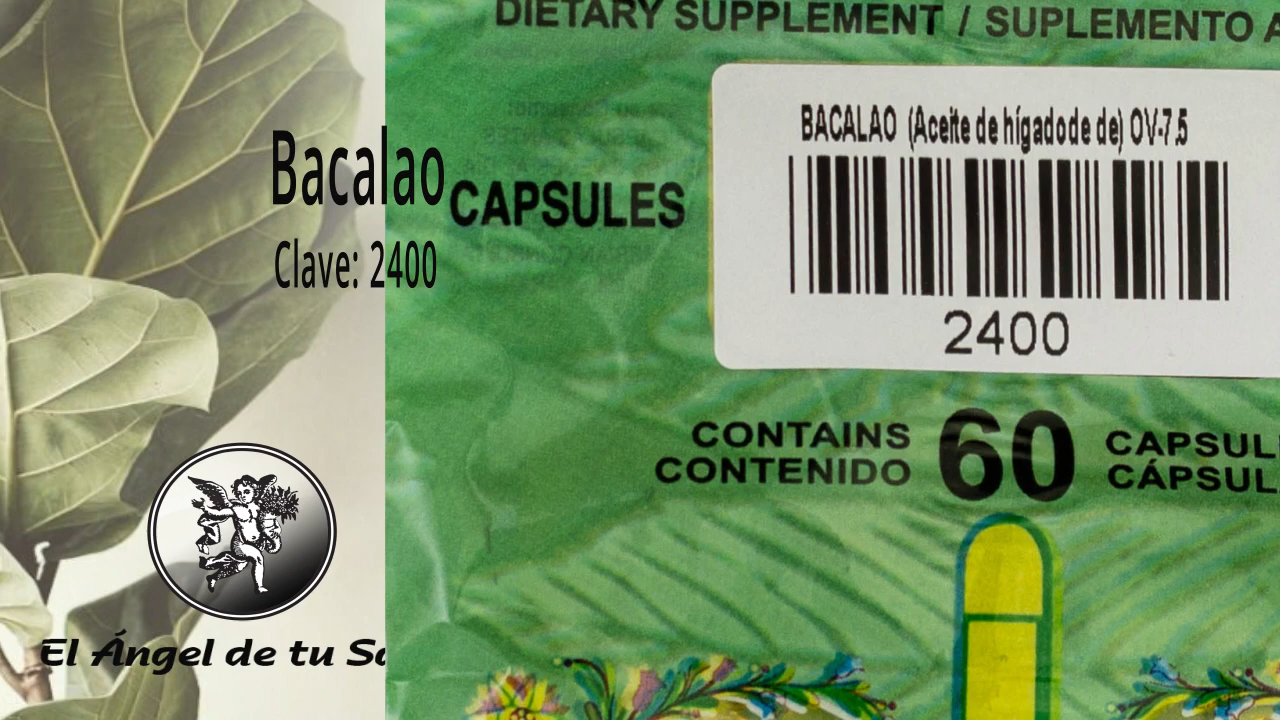 DIETARY SUPPLEMENT / SUPLEMENTO A
BACALAO (Aceite de hígadode de) OV-7.5
2400
Bacalao
Clave: 2400
CAPSULES
CONTAINS 60 CAPSUL
CONTENIDO CÁPSUL
El Ángel de tu Sa